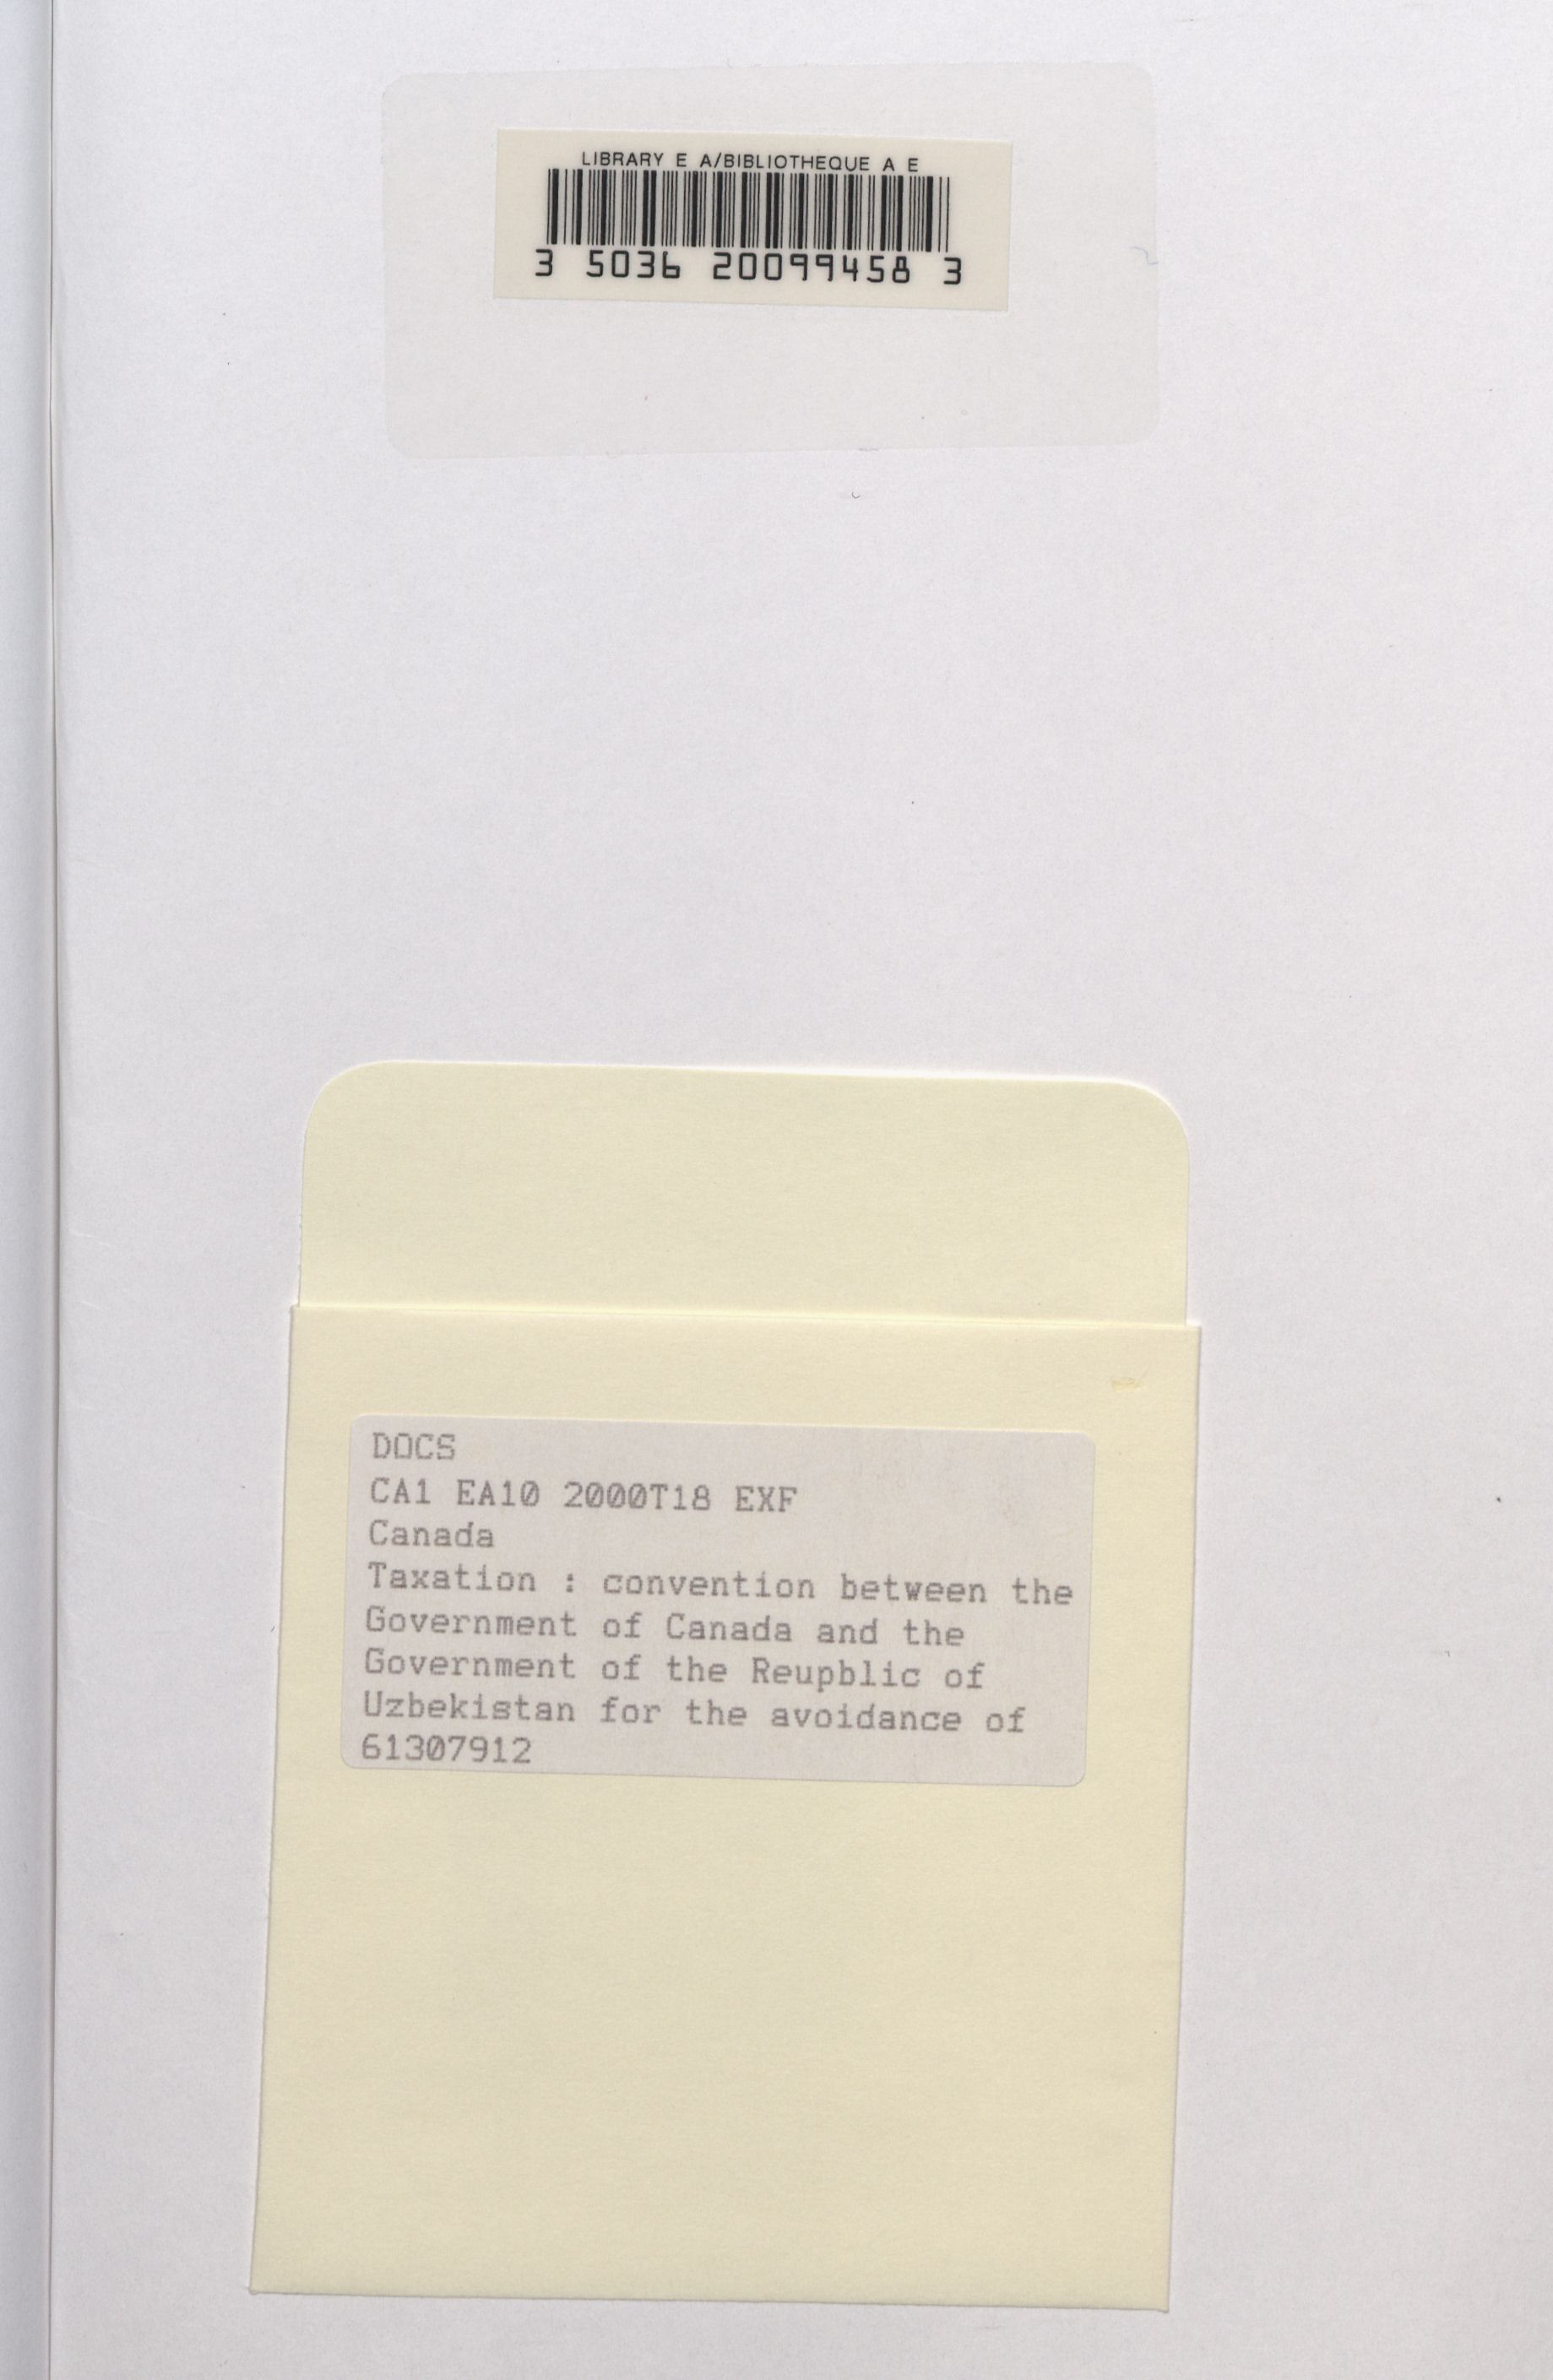 LIBRARY E A/BIBLIOTHEQUE A E
3 5036 20099458 3
DOCS
CA1 EA10 2000T18 EXF
Canada
Taxation : convention between the
Government of Canada and the
Government of the Reupblic of
Uzbekistan for the avoidance of
61307912